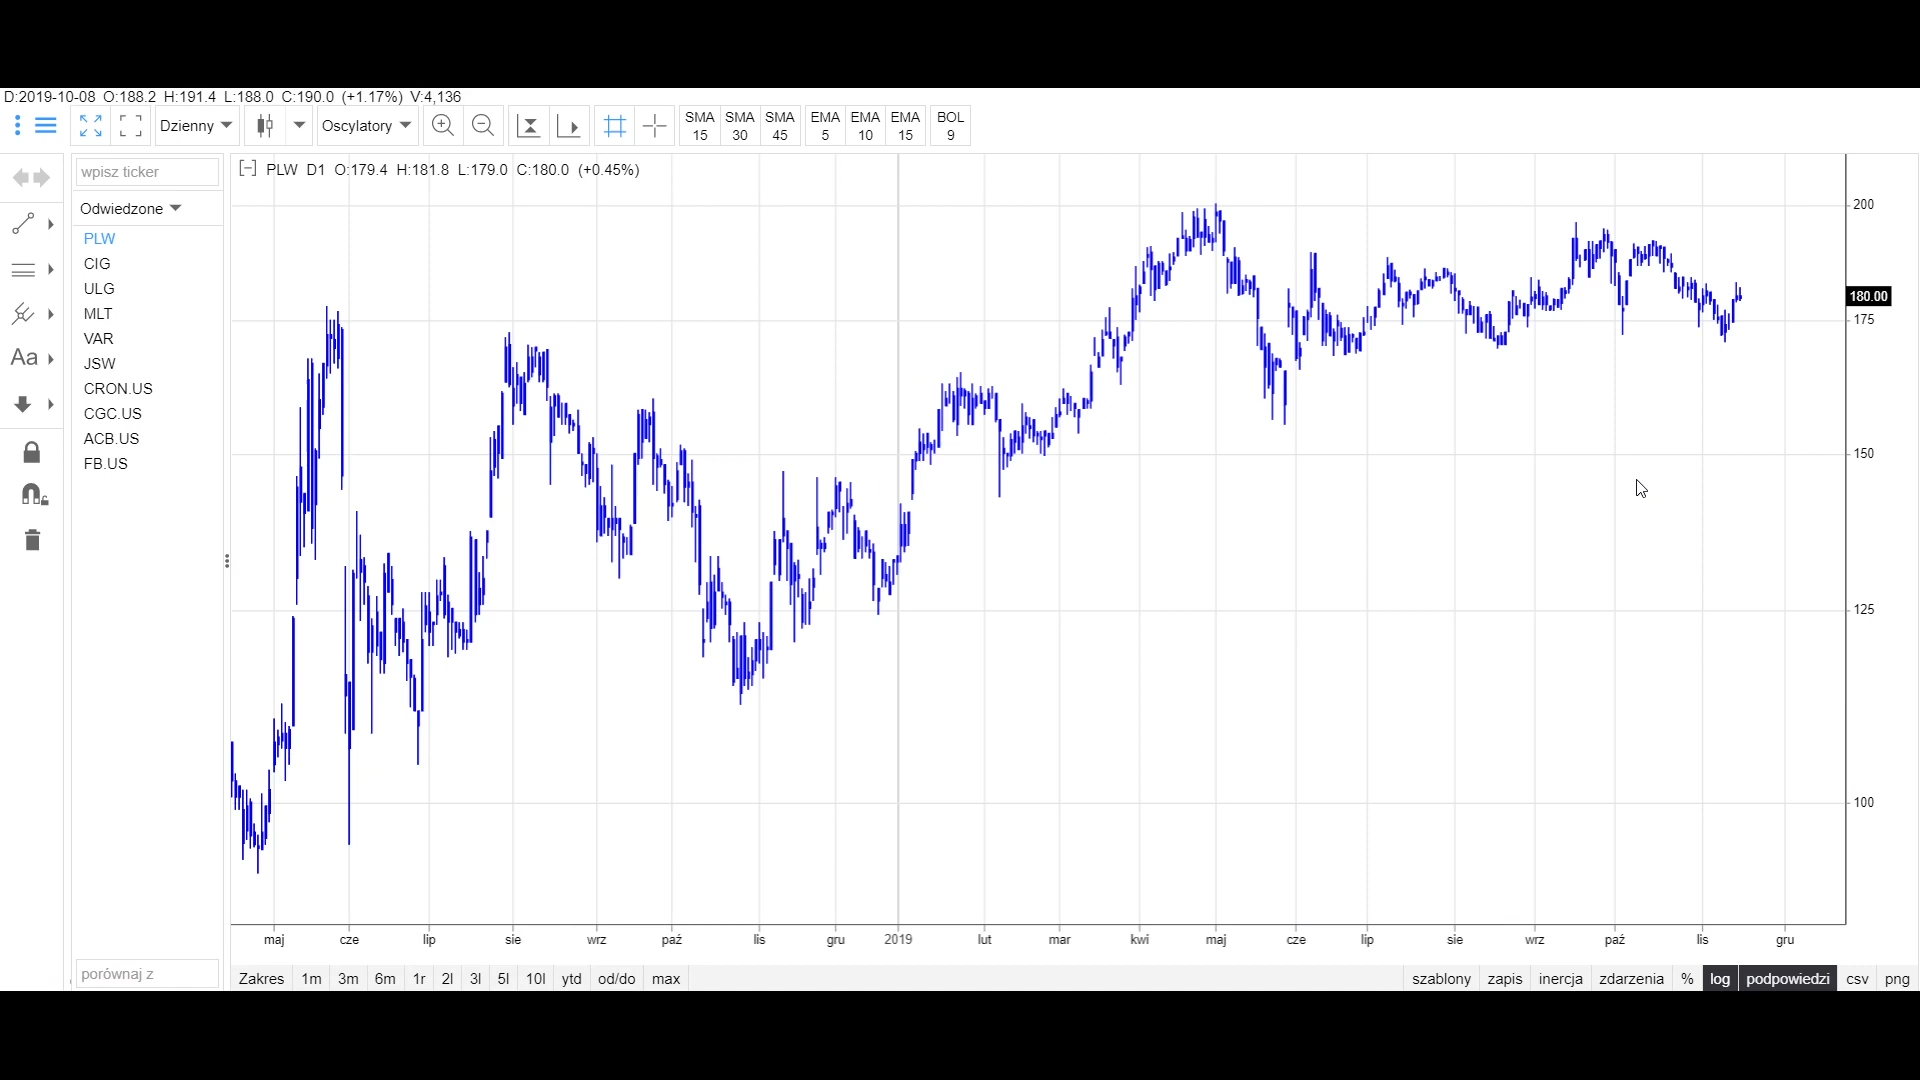 D:2019-10-08 O:188.2 H:191.4 L:188.0 C:190.0 (+1.17%) V:4,136
Dzienny Oscylatory SMA 15 SMA 30 SMA 45 EMA 5 EMA 10 EMA 15 BOL 9
wpisz ticker
[-] PLW D1 O:179.4 H:181.8 L:179.0 C:180.0 (+0.45%)
Odwiedzone
PLW
CIG
ULG
MLT
VAR
JSW
CRON.US
CGC.US
ACB.US
FB.US
Aa
200
180.00
175
150
125
100
maj cze lip sie wrz paź lis gru 2019 lut mar kwi maj cze lip sie wrz paź lis gru
porównaj z
Zakres 1m 3m 6m 1r 2l 3l 5l 10l ytd od/do max szablony zapis inercja zdarzenia % log podpowiedzi csv png